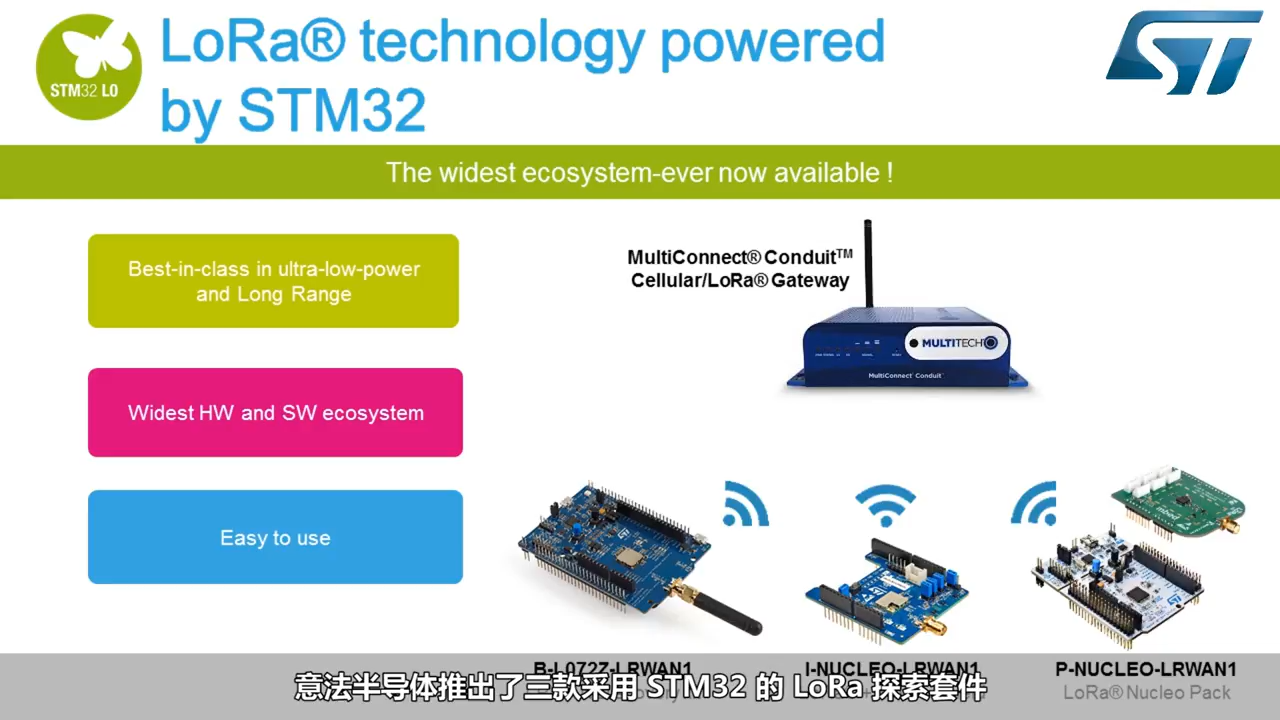 LoRa® technology powered
by STM32
STM32 L0
ST
The widest ecosystem-ever now available !
Best-in-class in ultra-low-power
and Long Range
Widest HW and SW ecosystem
Easy to use
MultiConnect® Conduit™
Cellular/LoRa® Gateway
MULTITECH
MultiConnect® Conduit™
B-L072Z-LRWAN1
I-NUCLEO-LRWAN1
P-NUCLEO-LRWAN1
LoRa® Nucleo Pack
意法半导体推出了三款采用 STM32 的 LoRa 探索套件